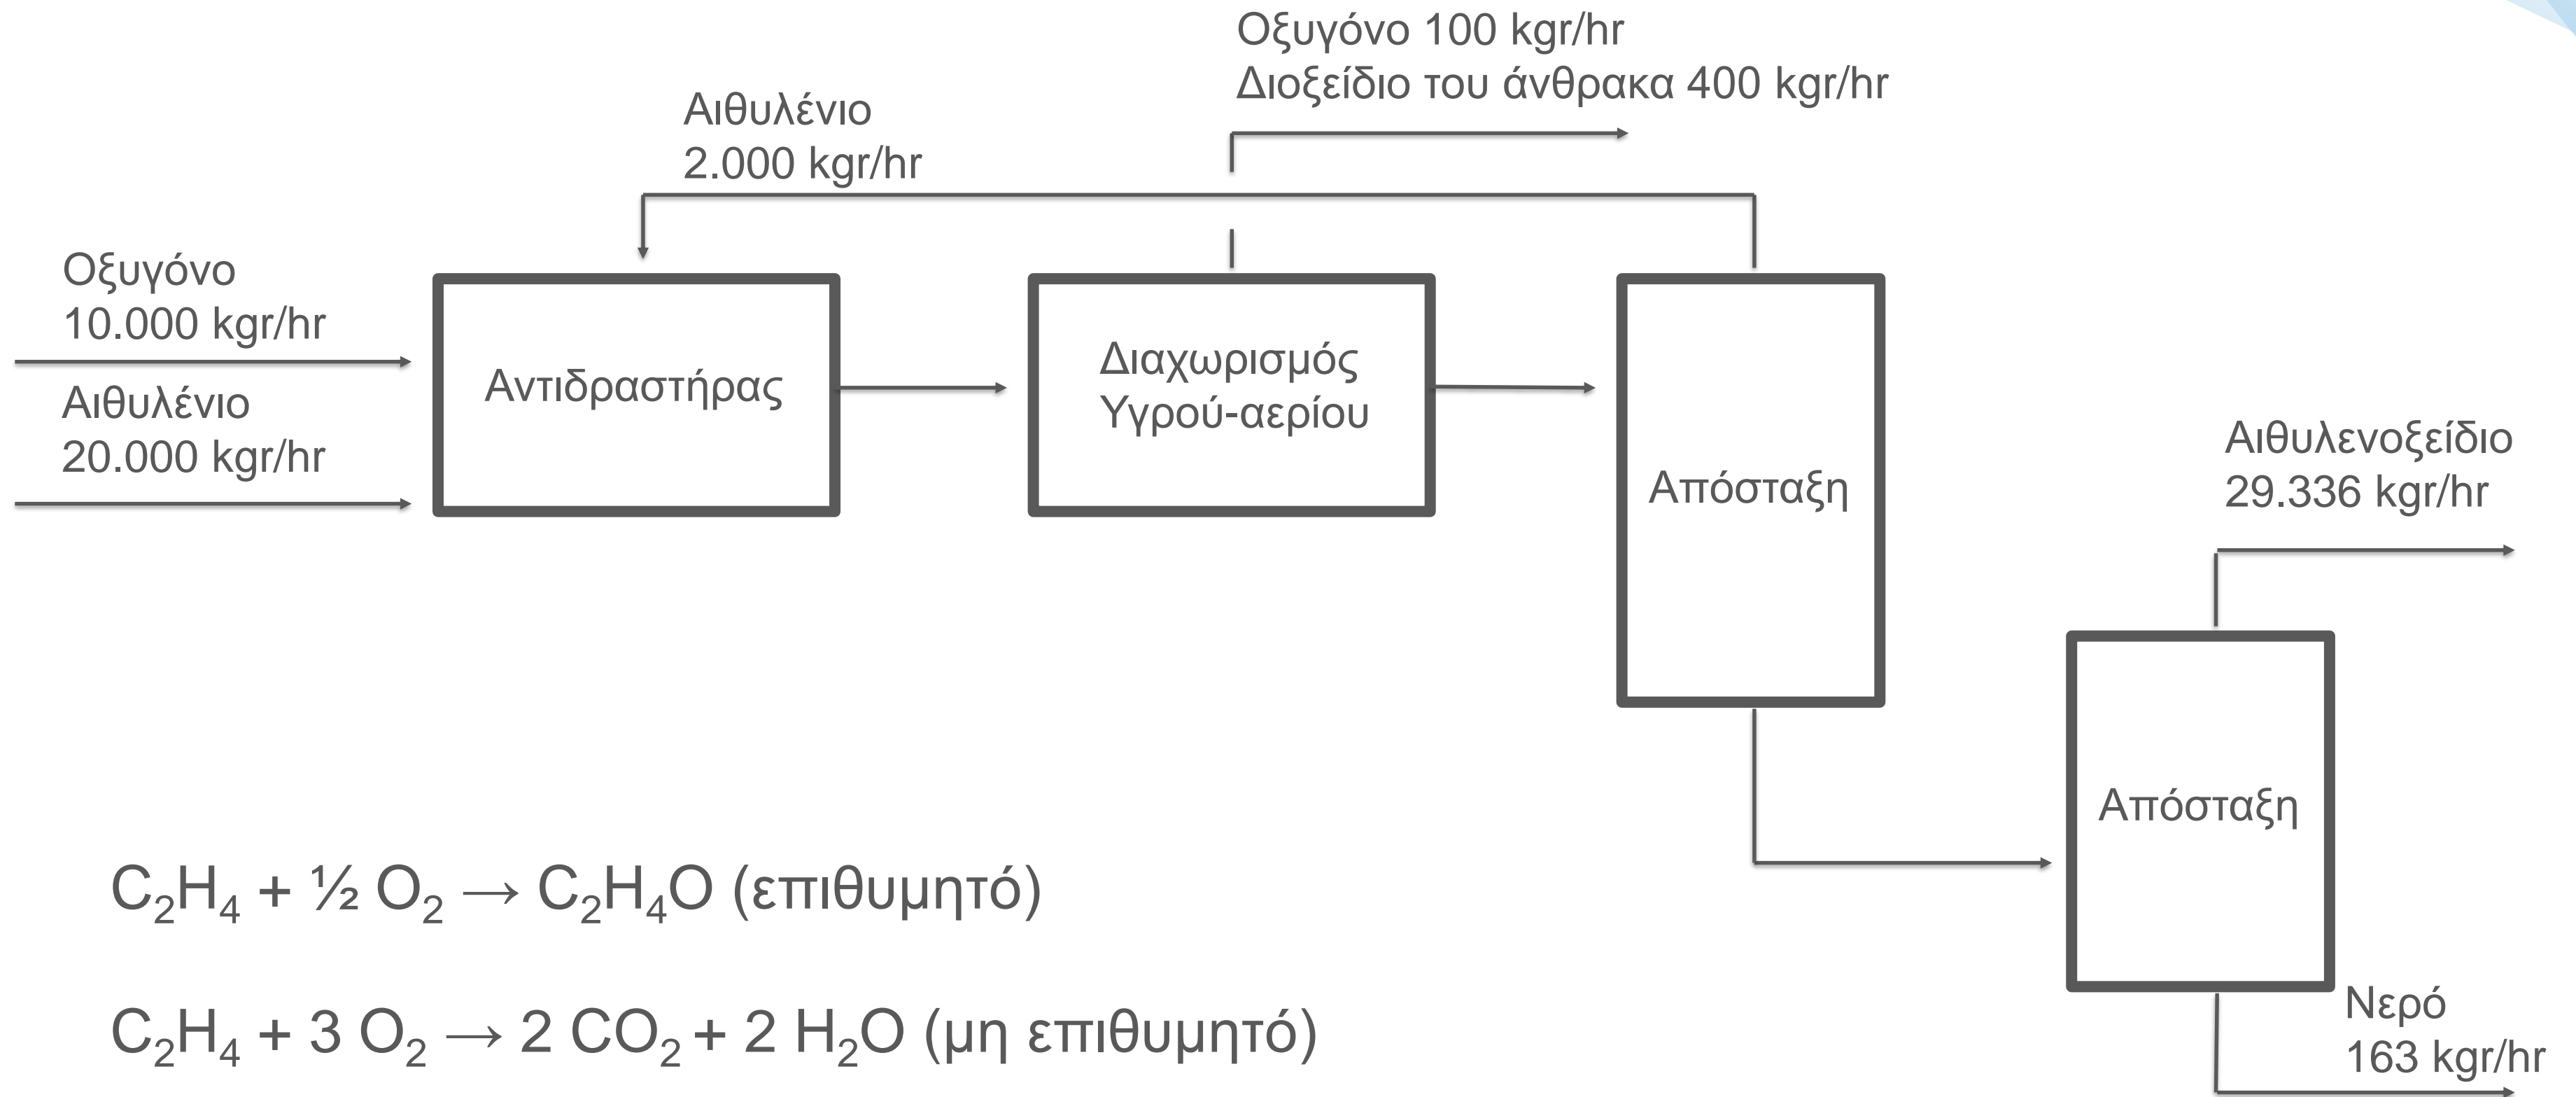 Οξυγόνο 100 kgr/hr
Διοξείδιο του άνθρακα 400 kgr/hr
Αιθυλένιο
2.000 kgr/hr
Οξυγόνο
10.000 kgr/hr
Αιθυλένιο
20.000 kgr/hr
Αντιδραστήρας
Διαχωρισμός
Υγρού-αερίου
Απόσταξη
Αιθυλενοξείδιο
29.336 kgr/hr
Απόσταξη
Νερό
163 kgr/hr
C₂H₄ + ½ O₂ → C₂H₄O (επιθυμητό)
C₂H₄ + 3 O₂ → 2 CO₂ + 2 H₂O (μη επιθυμητό)